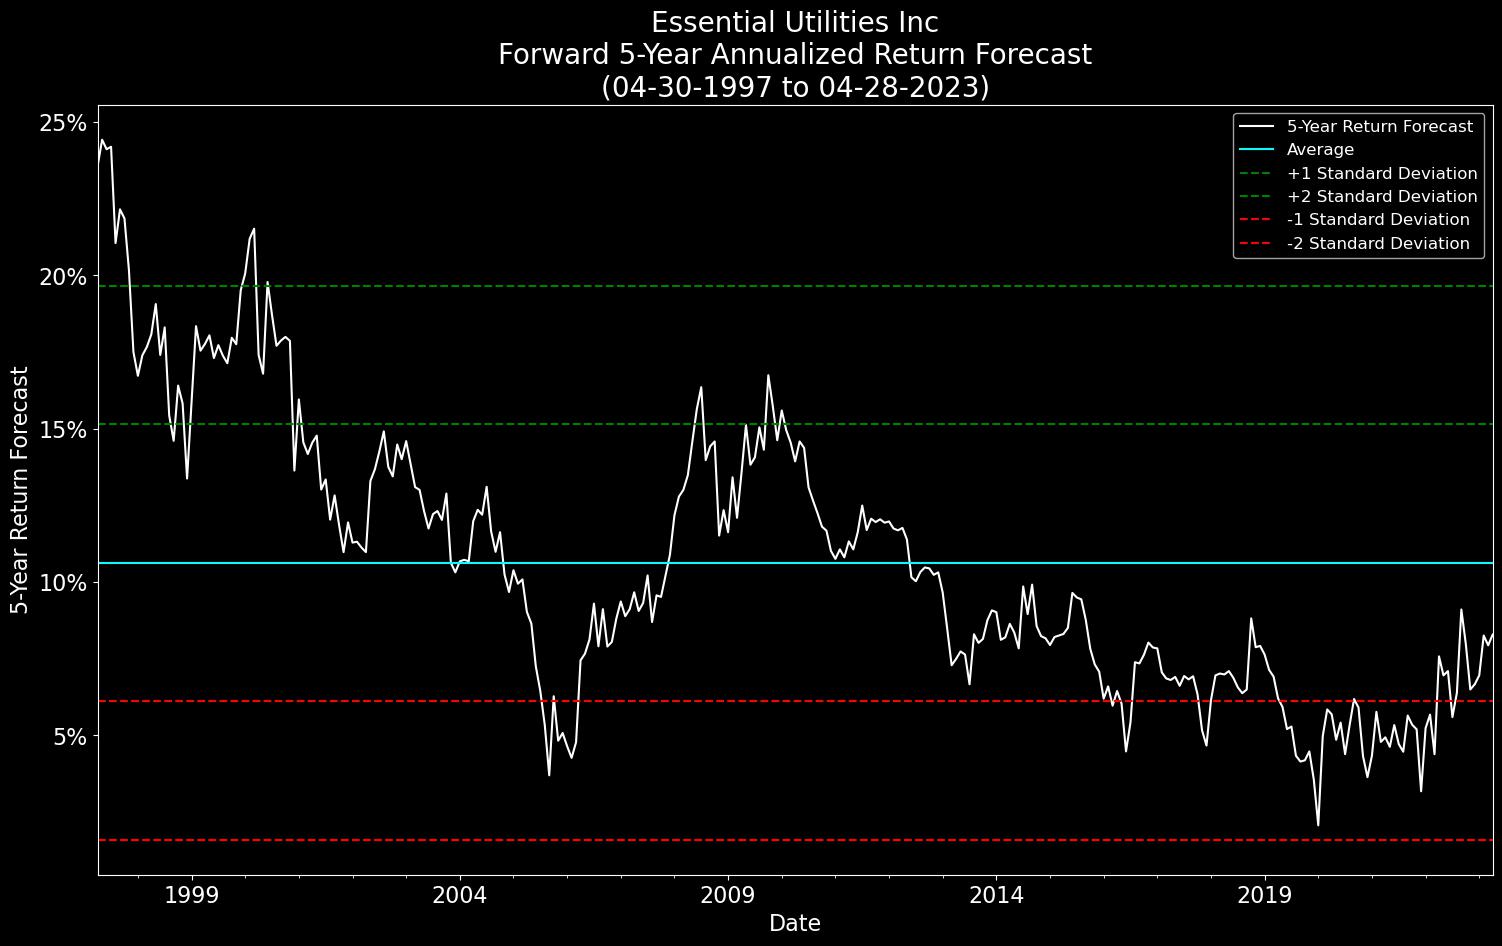 Essential Utilities Inc
Forward 5-Year Annualized Return Forecast
(04-30-1997 to 04-28-2023)
5-Year Return Forecast
Average
+1 Standard Deviation
+2 Standard Deviation
-1 Standard Deviation
-2 Standard Deviation
5-Year Return Forecast
25%
20%
15%
10%
5%
1999
2004
2009
2014
2019
Date